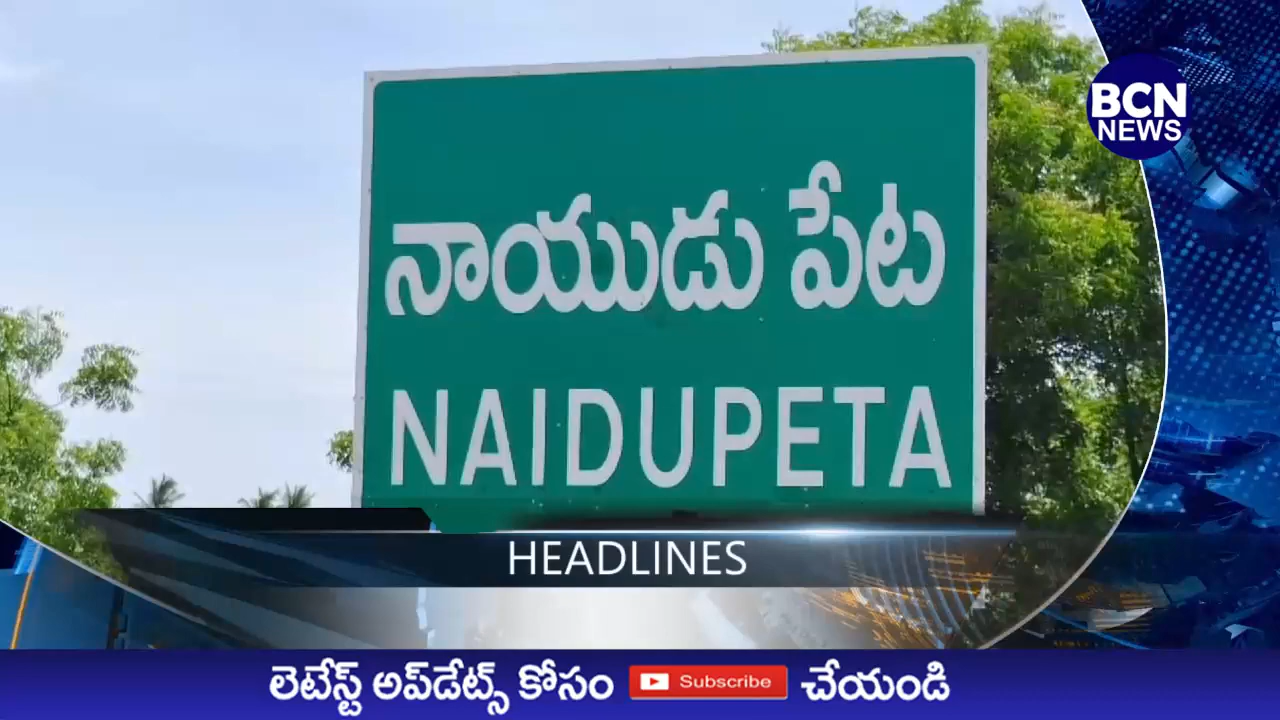 BCN
NEWS
నాయుడు పేట
NAIDUPETA
HEADLINES
లెటేస్ట్ అప్‌డేట్స్ కోసం Subscribe చేయండి